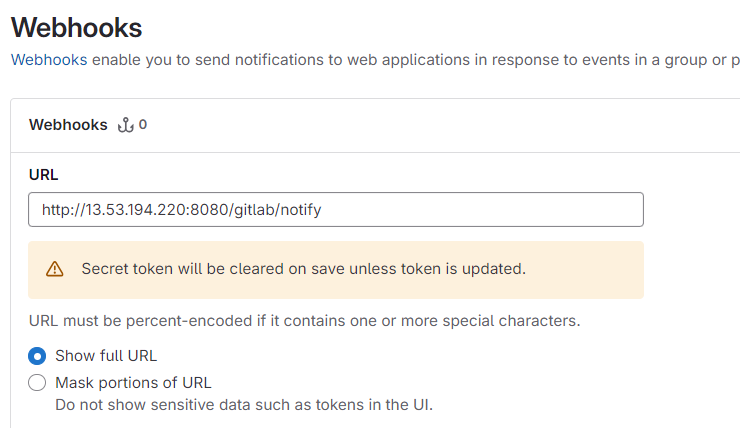 Webhooks
Webhooks enable you to send notifications to web applications in response to events in a group or p
Webhooks 0
URL
http://13.53.194.220:8080/gitlab/notify
Secret token will be cleared on save unless token is updated.
URL must be percent-encoded if it contains one or more special characters.
Show full URL
Mask portions of URL
Do not show sensitive data such as tokens in the UI.